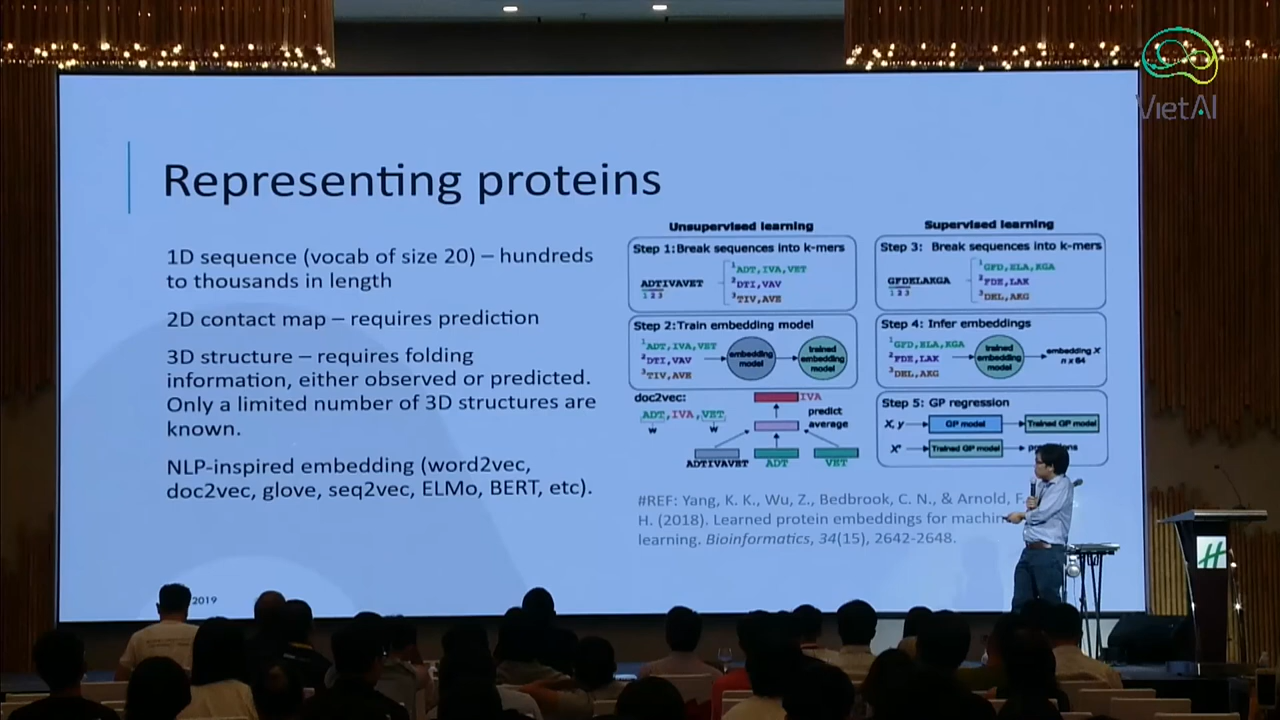 VietAI
Representing proteins
1D sequence (vocab of size 20) – hundreds
to thousands in length
2D contact map – requires prediction
3D structure – requires folding
information, either observed or predicted.
Only a limited number of 3D structures are
known.
NLP-inspired embedding (word2vec,
doc2vec, glove, seq2vec, ELMo, BERT, etc).
Unsupervised learning
Step 1:Break sequences into k-mers
ADTIVAVET
1 2 3
1ADT, IVA, VET
2DTI, VAV
3TIV, AVE
Step 2:Train embedding model
1ADT, IVA, VET
2DTI, VAV
3TIV, AVE
embedding
model
trained
embedding
model
doc2vec:
ADT,IVA,VET
w
w
IVA
predict
average
ADTIVAVET
ADT
VET
Supervised learning
Step 3: Break sequences into k-mers
GFDELAKGA
1 2 3
1GFD, ELA, KGA
2FDE, LAK
3DEL, AKG
Step 4: Infer embeddings
1GFD, ELA, KGA
2FDE, LAK
3DEL, AKG
trained
embedding
model
embedding X
n x 64
Step 5: GP regression
X, y
GP model
Trained GP model
X*
Trained GP model
#REF: Yang, K. K., Wu, Z., Bedbrook, C. N., & Arnold, F.
H. (2018). Learned protein embeddings for machin
learning. Bioinformatics, 34(15), 2642-2648.
2019
H